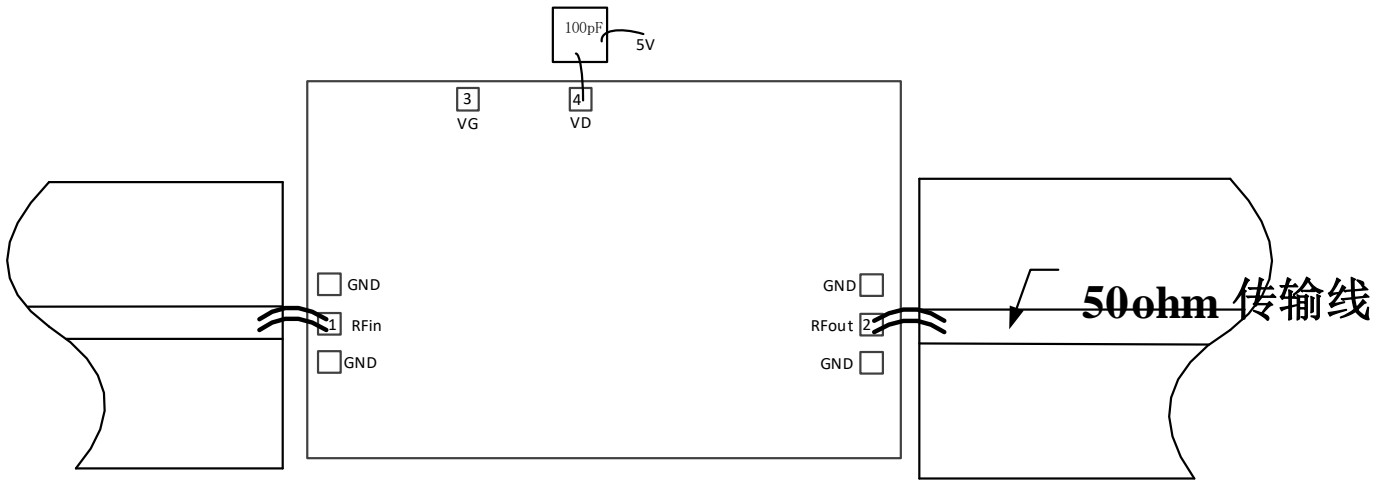 100pF
5V
3
4
VG
VD
GND
GND
1 RFin
RFout 2
50ohm 传输线
GND
GND